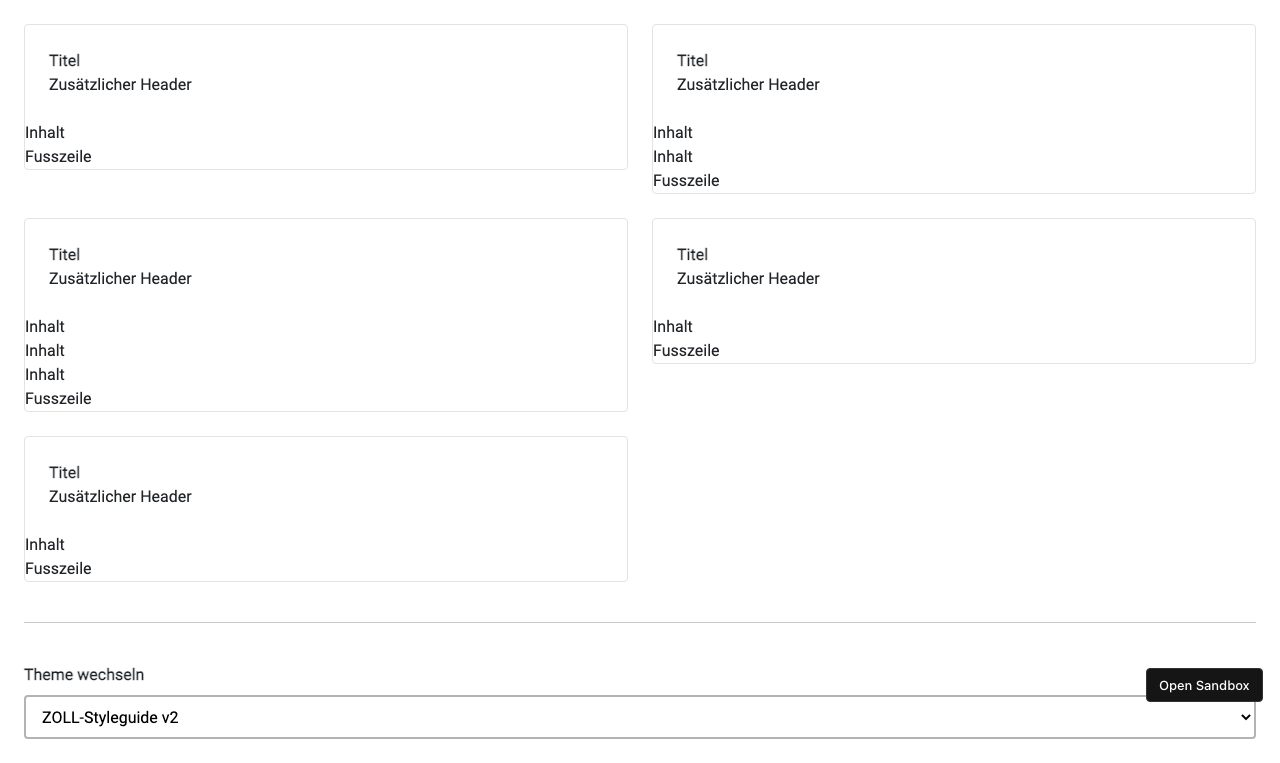 Titel
Zusätzlicher Header
Inhalt
Fusszeile
Titel
Zusätzlicher Header
Inhalt
Inhalt
Fusszeile
Titel
Zusätzlicher Header
Inhalt
Inhalt
Inhalt
Fusszeile
Titel
Zusätzlicher Header
Inhalt
Fusszeile
Titel
Zusätzlicher Header
Inhalt
Fusszeile
Theme wechseln
Open Sandbox
ZOLL-Styleguide v2